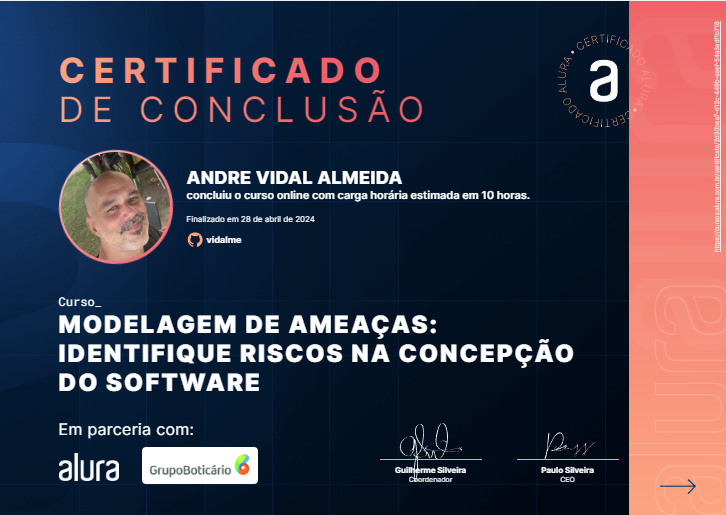 CERTIFICADO
DE CONCLUSÃO
CERTIFICADO ALURA • CERTIFICADO ALURA •
a
ANDRE VIDAL ALMEIDA
concluiu o curso online com carga horária estimada em 10 horas.
Finalizado em 28 de abril de 2024
vidalme
Curso_
MODELAGEM DE AMEAÇAS:
IDENTIFIQUE RISCOS NA CONCEPÇÃO
DO SOFTWARE
Em parceria com:
alura
GrupoBoticário
Guilherme Silveira
Coordenador
Paulo Silveira
CEO
alura